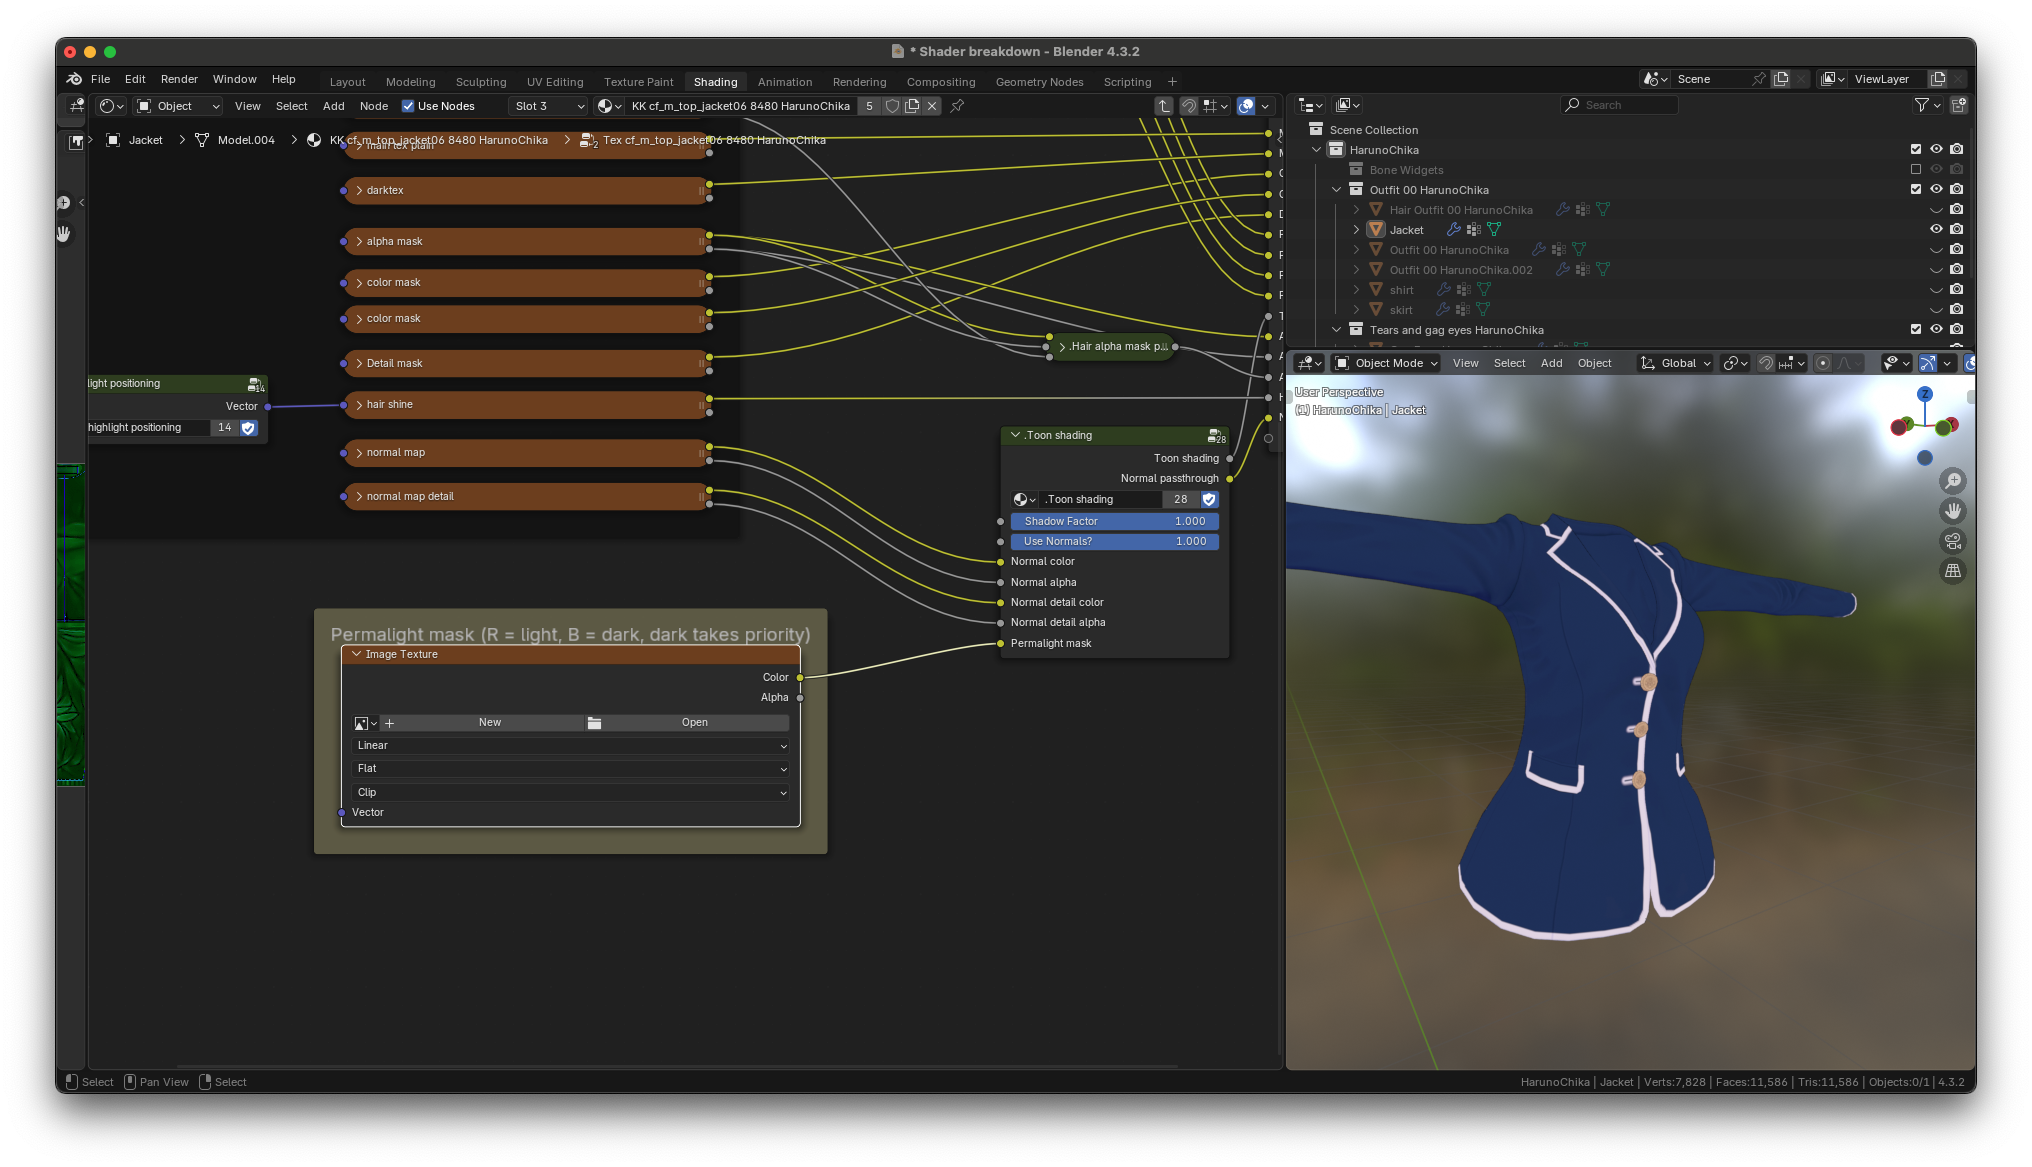 * Shader breakdown - Blender 4.3.2
File Edit Render Window Help
Layout Modeling Sculpting UV Editing Texture Paint Shading Animation Rendering Compositing Geometry Nodes Scripting +
Scene ViewLayer
Object View Select Add Node Use Nodes Slot 3 KK cf_m_top_jacket06 8480 HarunoChika 5
Search
Jacket > Model.004 > KK cf_m_top_jacket06 8480 HarunoChika > Tex cf_m_top_jacket06 8480 HarunoChika
main tex plain
darktex
alpha mask
color mask
color mask
Detail mask
hair shine
normal map
normal map detail
light positioning
14
Vector
highlight positioning 14
.Hair alpha mask p...
.Toon shading
28
Toon shading
Normal passthrough
.Toon shading 28
Shadow Factor 1.000
Use Normals? 1.000
Normal color
Normal alpha
Normal detail color
Normal detail alpha
Permalight mask
Permalight mask (R = light, B = dark, dark takes priority)
Image Texture
Color
Alpha
New Open
Linear
Flat
Clip
Vector
Scene Collection
HarunoChika
Bone Widgets
Outfit 00 HarunoChika
Hair Outfit 00 HarunoChika
Jacket
Outfit 00 HarunoChika
Outfit 00 HarunoChika.002
shirt
skirt
Tears and gag eyes HarunoChika
Object Mode View Select Add Object Global
User Perspective
(1) HarunoChika | Jacket
Z
Select Pan View Select
HarunoChika | Jacket | Verts:7,828 | Faces:11,586 | Tris:11,586 | Objects:0/1 | 4.3.2